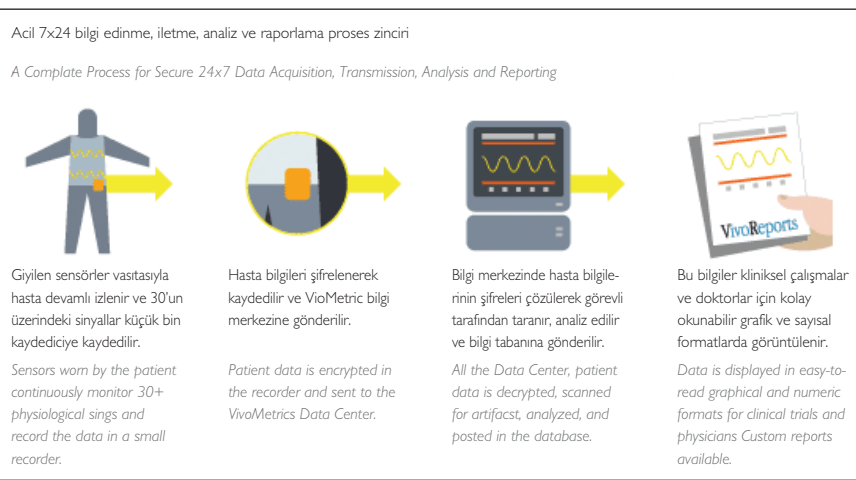 Acil 7x24 bilgi edinme, iletme, analiz ve raporlama proses zinciri
A Complate Process for Secure 24x7 Data Acquisition, Transmission, Analysis and Reporting
VivoReports
Giyilen sensörler vasıtasıyla
hasta devamlı izlenir ve 30'un
üzerindeki sinyallar küçük bin
kaydediciye kaydedilir.
Sensors worn by the patient
continuously monitor 30+
physiological sings and
record the data in a small
recorder.
Hasta bilgileri şifrelenerek
kaydedilir ve VioMetric bilgi
merkezine gönderilir.
Patient data is encrypted in
the recorder and sent to the
VivoMetrics Data Center.
Bilgi merkezinde hasta bilgile-
rinin şifreleri çözülerek görevli
tarafından taranır, analiz edilir
ve bilgi tabanına gönderilir.
All the Data Center, patient
data is decrypted, scanned
for artifacst, analyzed, and
posted in the database.
Bu bilgiler kliniksel çalışmalar
ve doktorlar için kolay
okunabilir grafik ve sayısal
formatlarda görüntülenir.
Data is displayed in easy-to-
read graphical and numeric
formats for clinical trials and
physicians Custom reports
available.